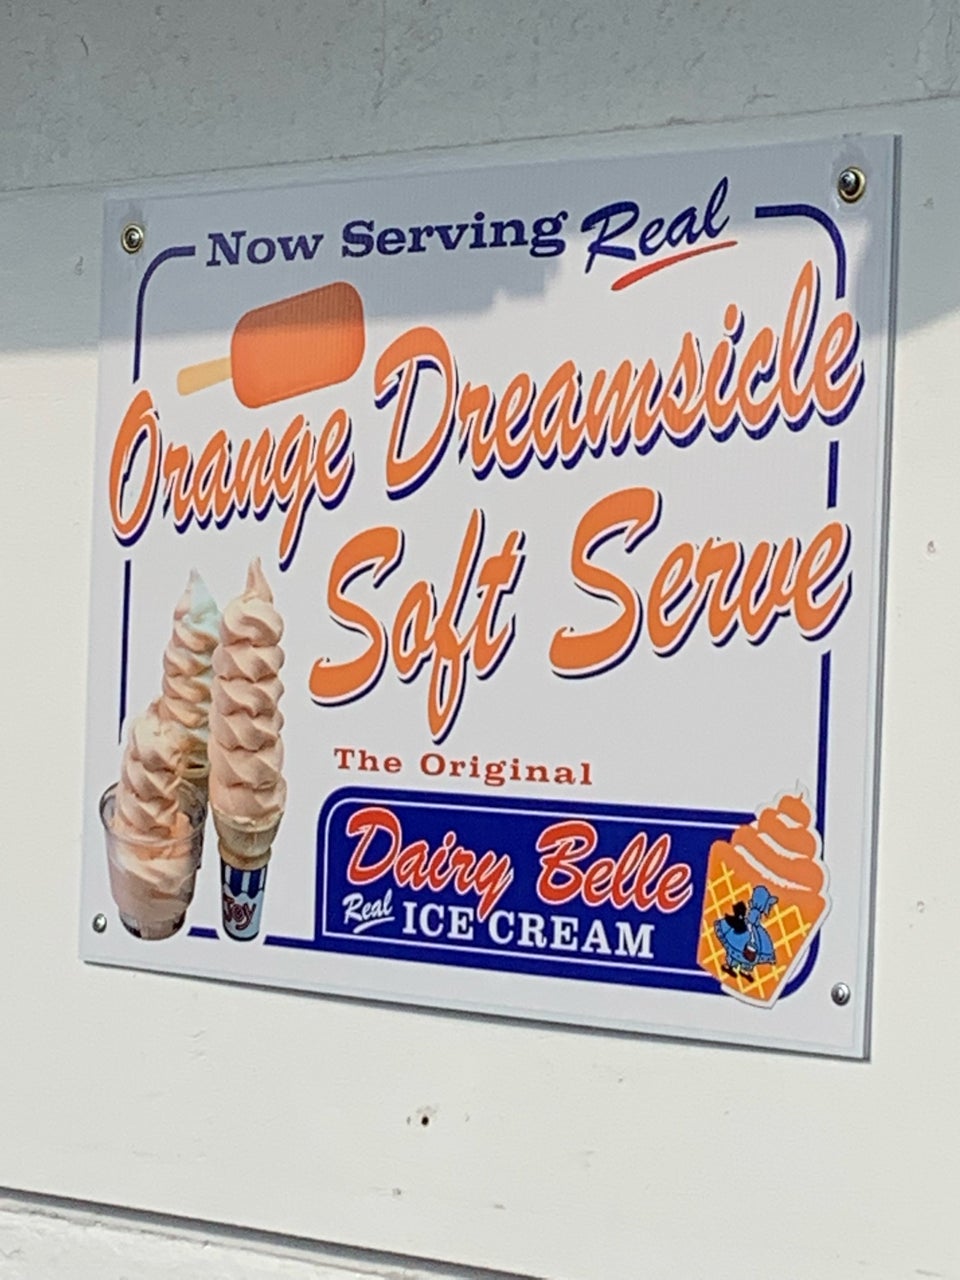 Now Serving Real
Orange Dreamsicle
Soft Serve
The Original
Dairy Belle
Real ICE CREAM
Joy